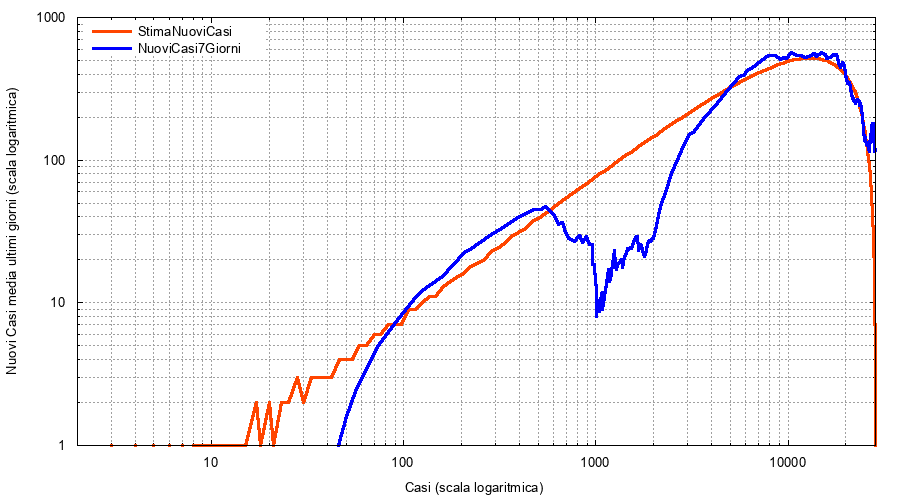 1000
StimaNuoviCasi
NuoviCasi7Giorni
100
10
1
Nuovi Casi media ultimi giorni (scala logaritmica)
10 100 1000 10000
Casi (scala logaritmica)